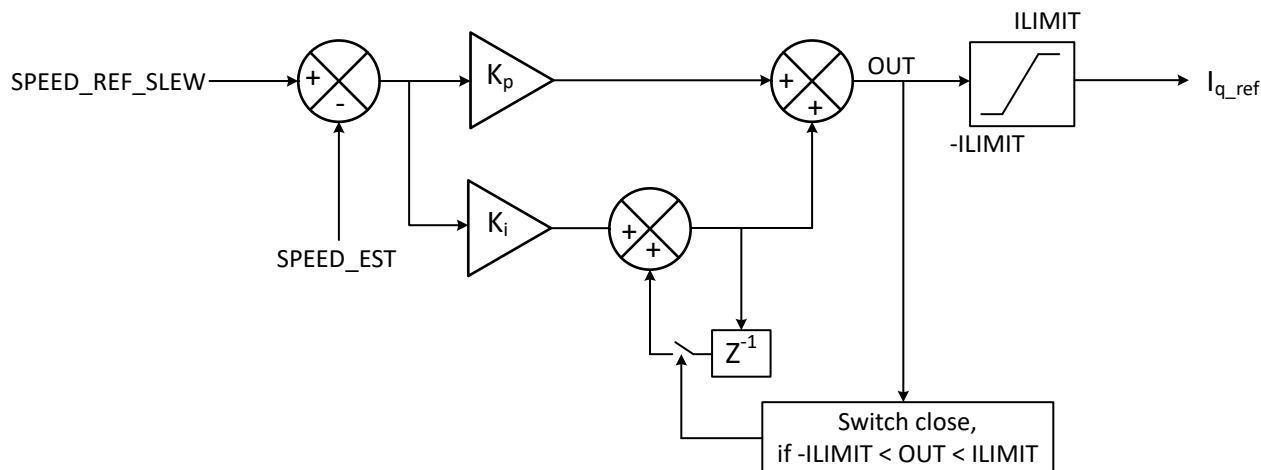 ILIMIT
SPEED_REF_SLEW
+
-
Kp
+
+
OUT
Iq_ref
-ILIMIT
SPEED_EST
Ki
+
+
Z-1
Switch close,
if -ILIMIT < OUT < ILIMIT